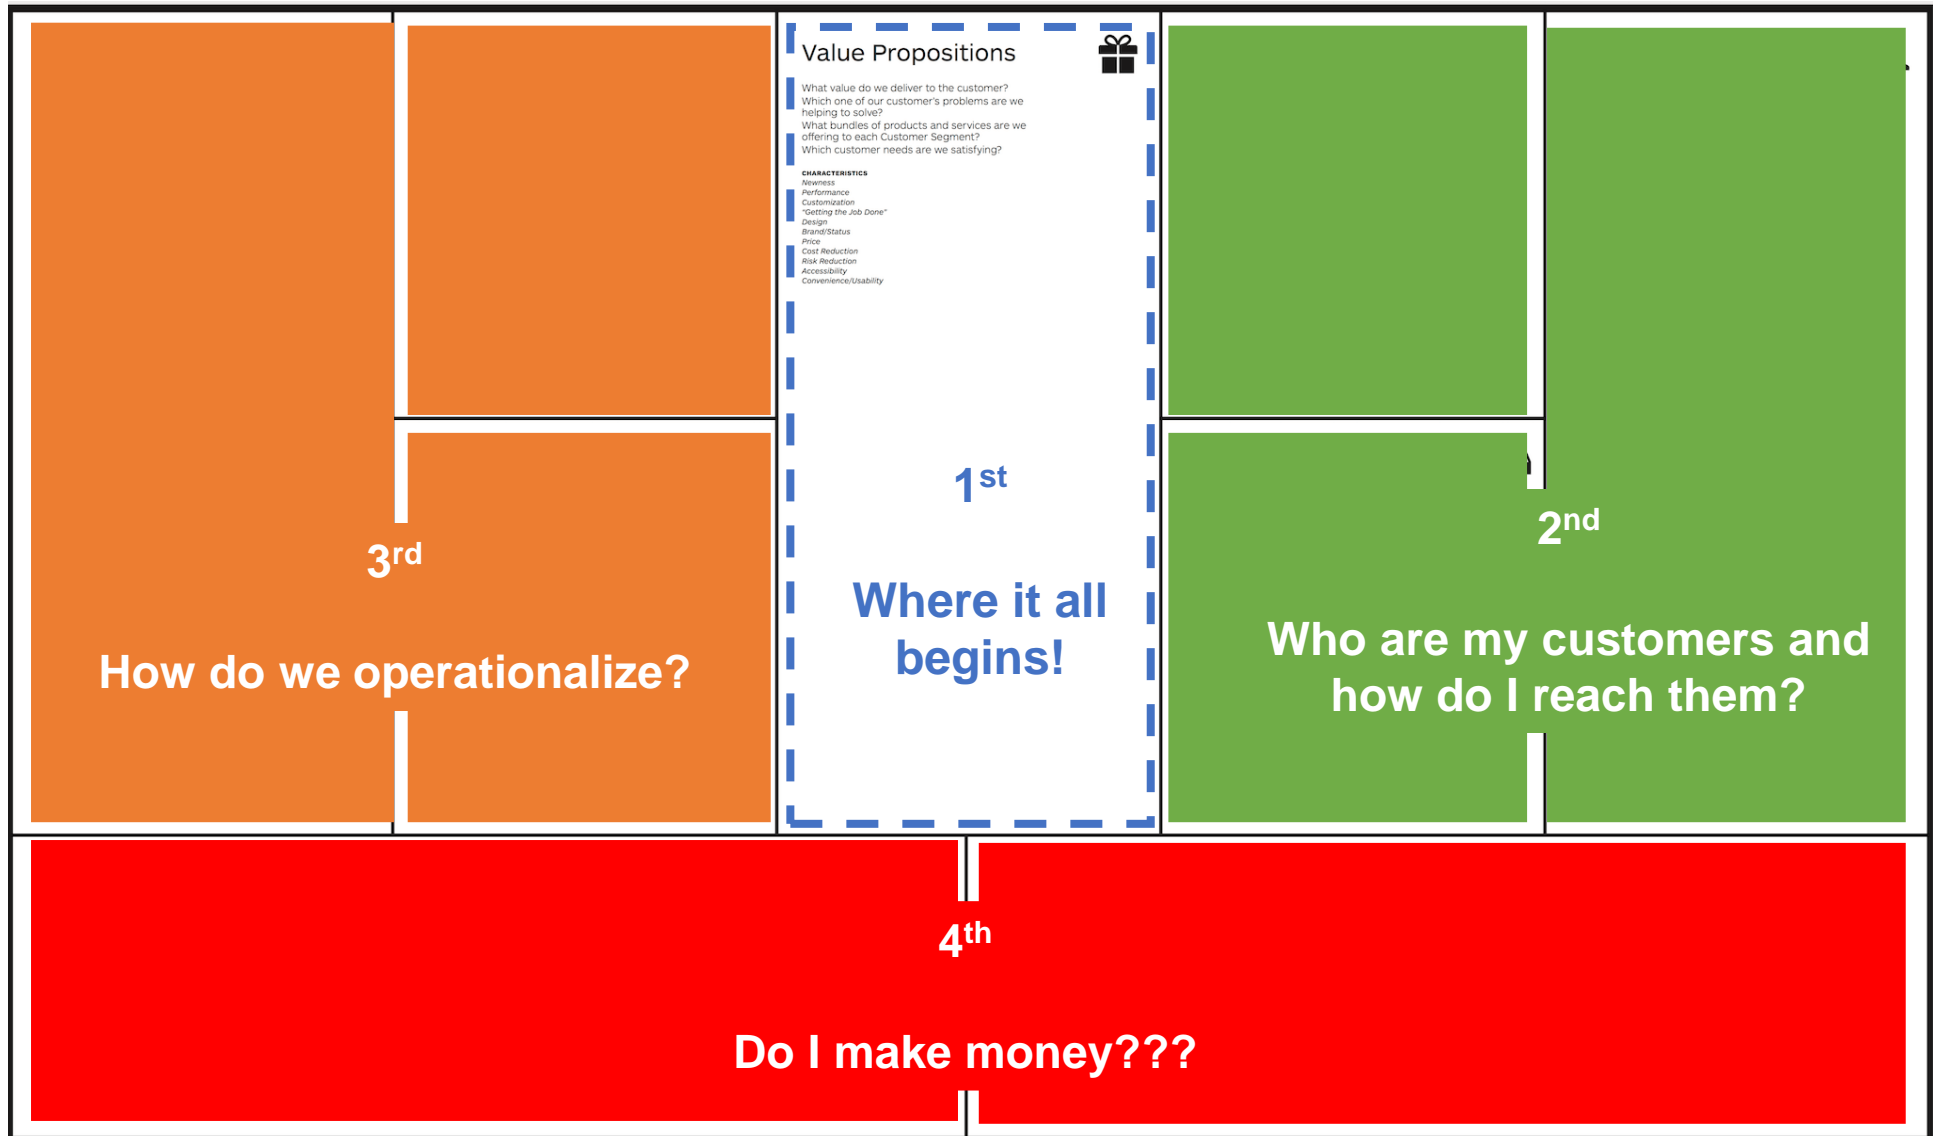 Value Propositions
What value do we deliver to the customer?
Which one of our customer's problems are we
helping to solve?
What bundles of products and services are we
offering to each Customer Segment?
Which customer needs are we satisfying?
CHARACTERISTICS
Newness
Performance
Customization
"Getting the Job Done"
Design
Brand/Status
Price
Cost Reduction
Risk Reduction
Accessibility
Convenience/Usability
1st
Where it all
begins!
2nd
Who are my customers and
how do I reach them?
3rd
How do we operationalize?
4th
Do I make money???